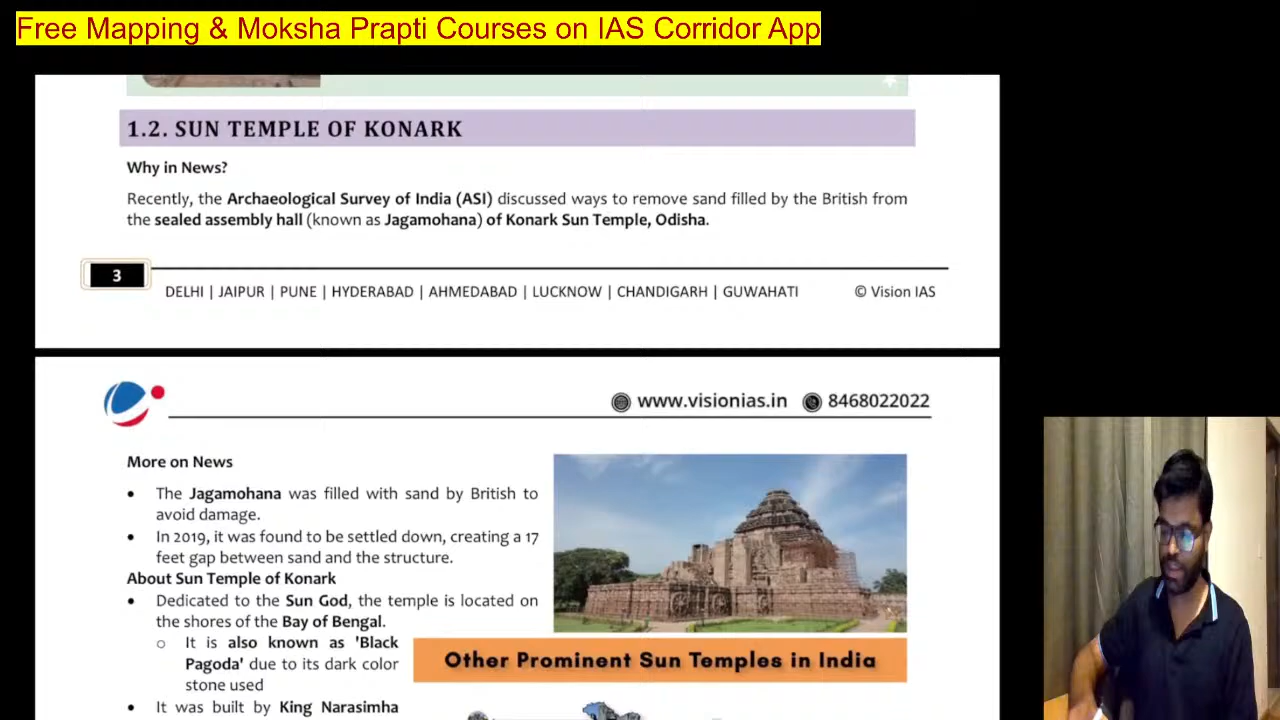 Free Mapping & Moksha Prapti Courses on IAS Corridor App
1.2. SUN TEMPLE OF KONARK
Why in News?
Recently, the Archaeological Survey of India (ASI) discussed ways to remove sand filled by the British from
the sealed assembly hall (known as Jagamohana) of Konark Sun Temple, Odisha.
3
DELHI | JAIPUR | PUNE | HYDERABAD | AHMEDABAD | LUCKNOW | CHANDIGARH | GUWAHATI © Vision IAS
www.visionias.in 8468022022
More on News
• The Jagamohana was filled with sand by British to
avoid damage.
• In 2019, it was found to be settled down, creating a 17
feet gap between sand and the structure.
About Sun Temple of Konark
• Dedicated to the Sun God, the temple is located on
the shores of the Bay of Bengal.
o It is also known as 'Black
Pagoda' due to its dark color
stone used
• It was built by King Narasimha
Other Prominent Sun Temples in India